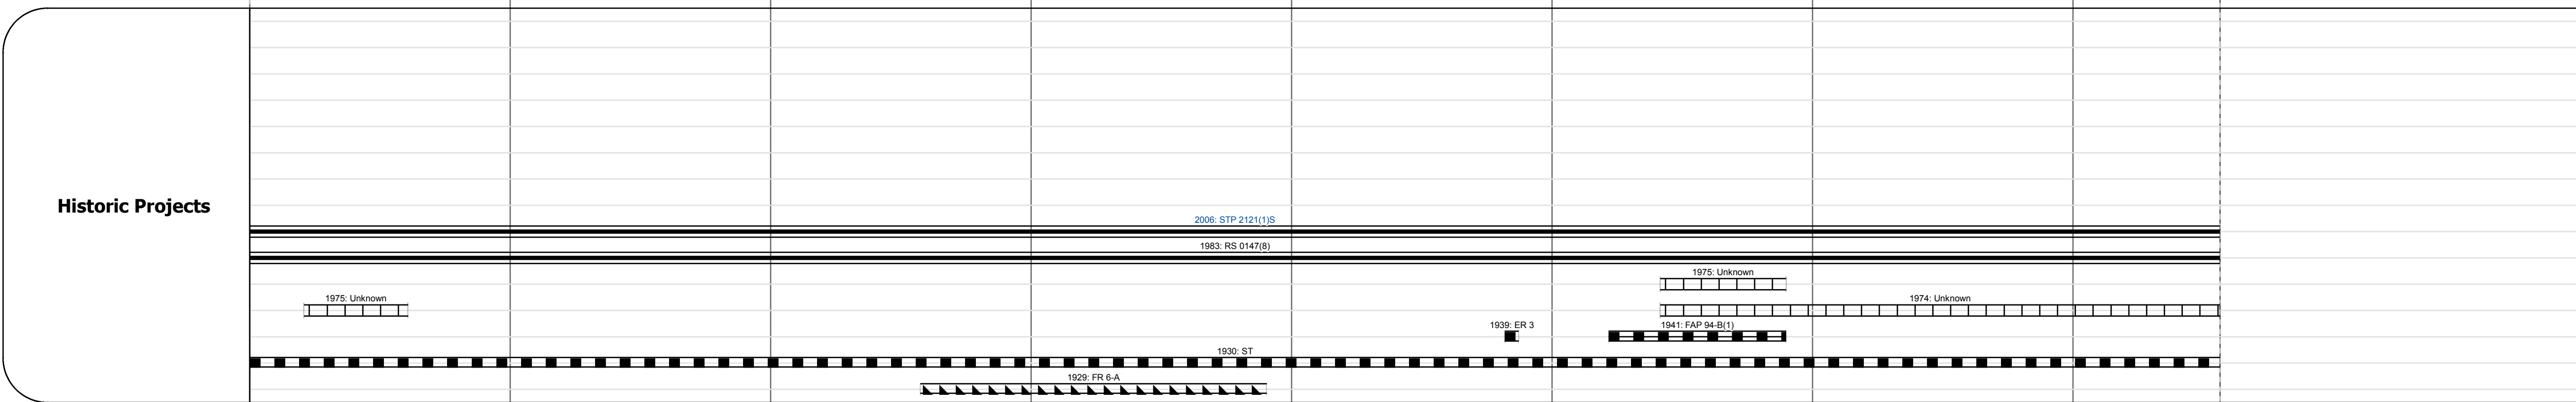 Historic Projects
2006: STP 2121(1)S
1983: RS 0147(8)
1975: Unknown
1975: Unknown
1974: Unknown
1939: ER 3
1941: FAP 94-B(1)
1930: ST
1929: FR 6-A